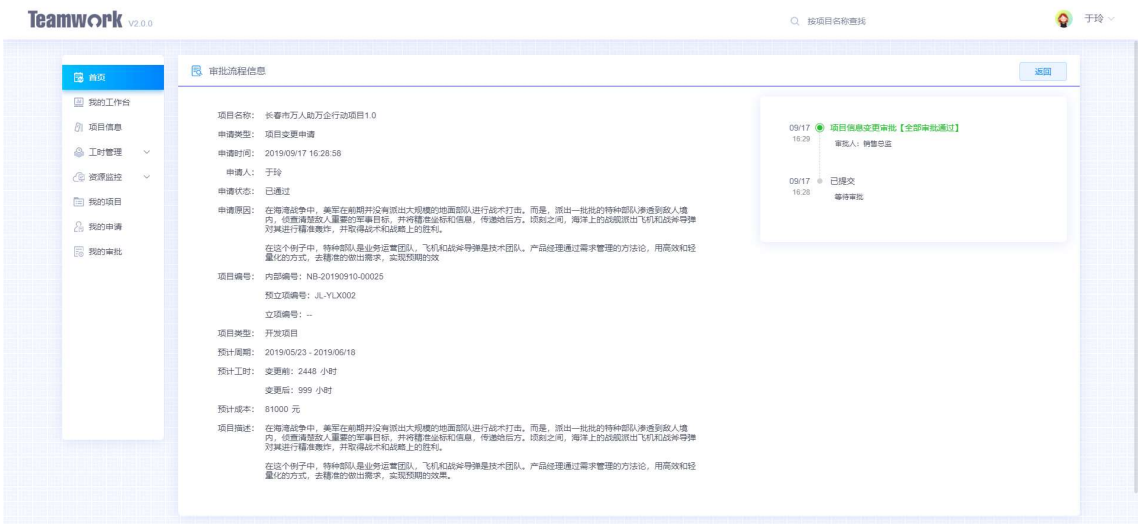 Teamwork V2.0.0
按项目名称查找
于玲
首页
我的工作台
项目信息
工时管理
资源监控
我的项目
我的申请
我的审批
审批流程信息
返回
项目名称： 长春市万人助万企行动项目1.0
申请类型： 项目变更申请
申请时间： 2019/09/17 16:28:58
申请人： 于玲
申请状态： 已通过
申请原因： 在海湾战争中，美军在前期并没有派出大规模的地面部队进行战术打击。而是，派出一批批的特种部队渗透到敌人境
内，侦查清楚敌人重要的军事目标，并将精准坐标和信息，传递给后方。顷刻之间，海洋上的战舰派出飞机和战斧导弹
对其进行精准轰炸，并取得战术和战略上的胜利。
在这个例子中，特种部队是业务运营团队，飞机和战斧导弹是技术团队。产品经理通过需求管理的方法论，用高效和轻
量化的方式，去精准的做出需求，实现预期的效
项目编号： 内部编号：NB-20190910-00025
预立项编号：JL-YLX002
立项编号：--
项目类型： 开发项目
预计周期： 2019/05/23 - 2019/06/18
预计工时： 变更前：2448 小时
变更后：999 小时
预计成本： 81000 元
项目描述： 在海湾战争中，美军在前期并没有派出大规模的地面部队进行战术打击。而是，派出一批批的特种部队渗透到敌人境
内，侦查清楚敌人重要的军事目标，并将精准坐标和信息，传递给后方。顷刻之间，海洋上的战舰派出飞机和战斧导弹
对其进行精准轰炸，并取得战术和战略上的胜利。
在这个例子中，特种部队是业务运营团队，飞机和战斧导弹是技术团队。产品经理通过需求管理的方法论，用高效和轻
量化的方式，去精准的做出需求，实现预期的效果。
09/17 项目信息变更审批【全部审批通过】
16:29 审批人：销售总监
09/17 已提交
16:28 等待审批